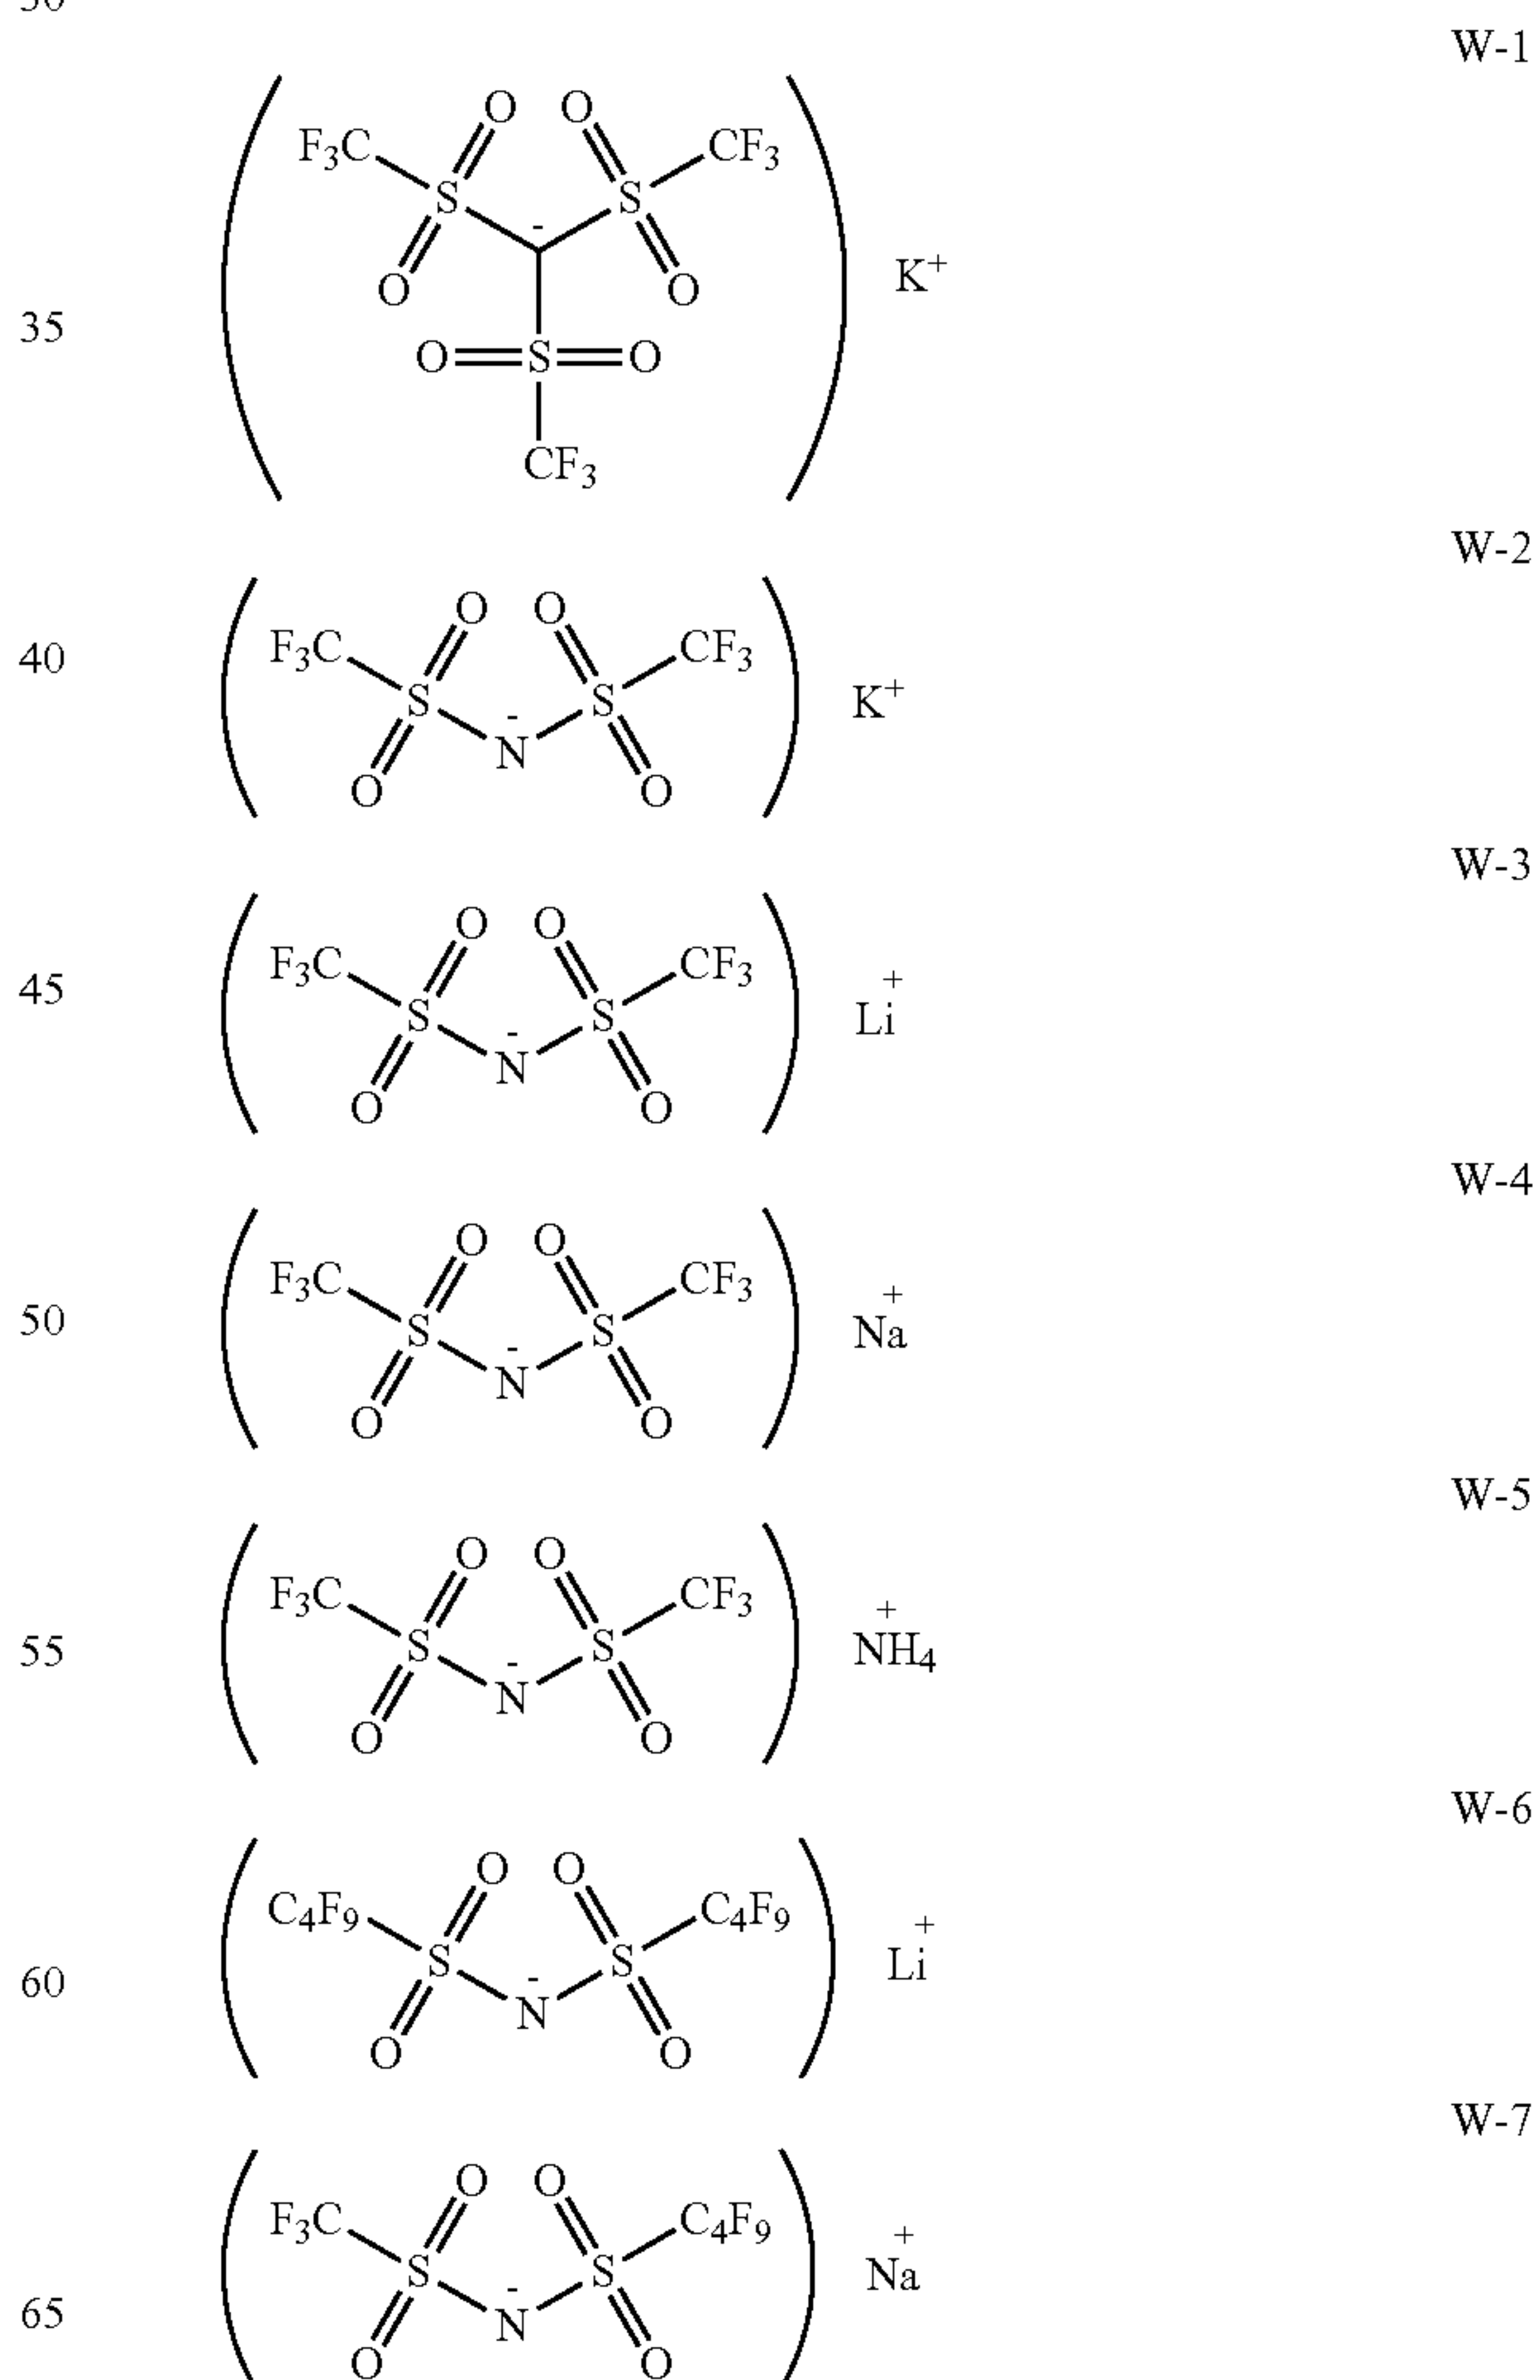 W-1
O O
F3C CF3
S S
-
O O
K+
35
O S O
CF3
W-2
O O
40 F3C CF3
S S K+
-
N
O O
W-3
O O
45 F3C CF3 +
S S Li
-
N
O O
W-4
O O
50 F3C CF3 +
S S Na
-
N
O O
W-5
O O
55 F3C CF3 +
S S NH4
-
N
O O
W-6
O O
C4F9 C4F9 +
60 S S Li
-
N
O O
W-7
O O
F3C C4F9 +
S S Na
-
65 N
O O